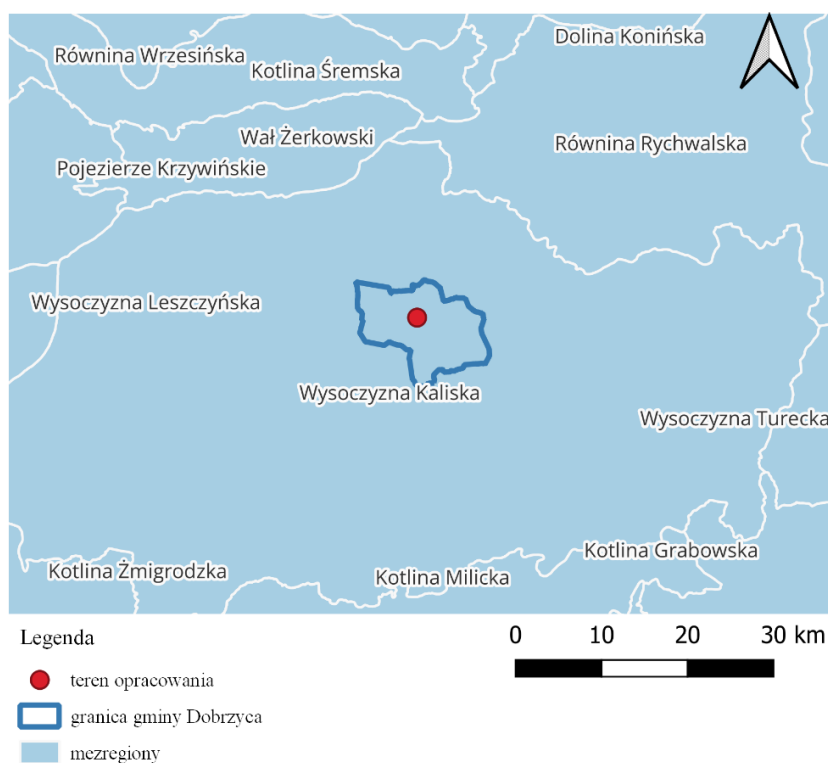 Dolina Konińska
Równina Wrzesińska
Kotlina Śremska
Wał Żerkowski
Równina Rychwalska
Pojezierze Krzywińskie
Wysoczyzna Leszczyńska
Wysoczyzna Kaliska
Wysoczyzna Turecka
Kotlina Grabowska
Kotlina Żmigrodzka
Kotlina Milicka
Legenda
0 10 20 30 km
teren opracowania
granica gminy Dobrzyca
mezregiony